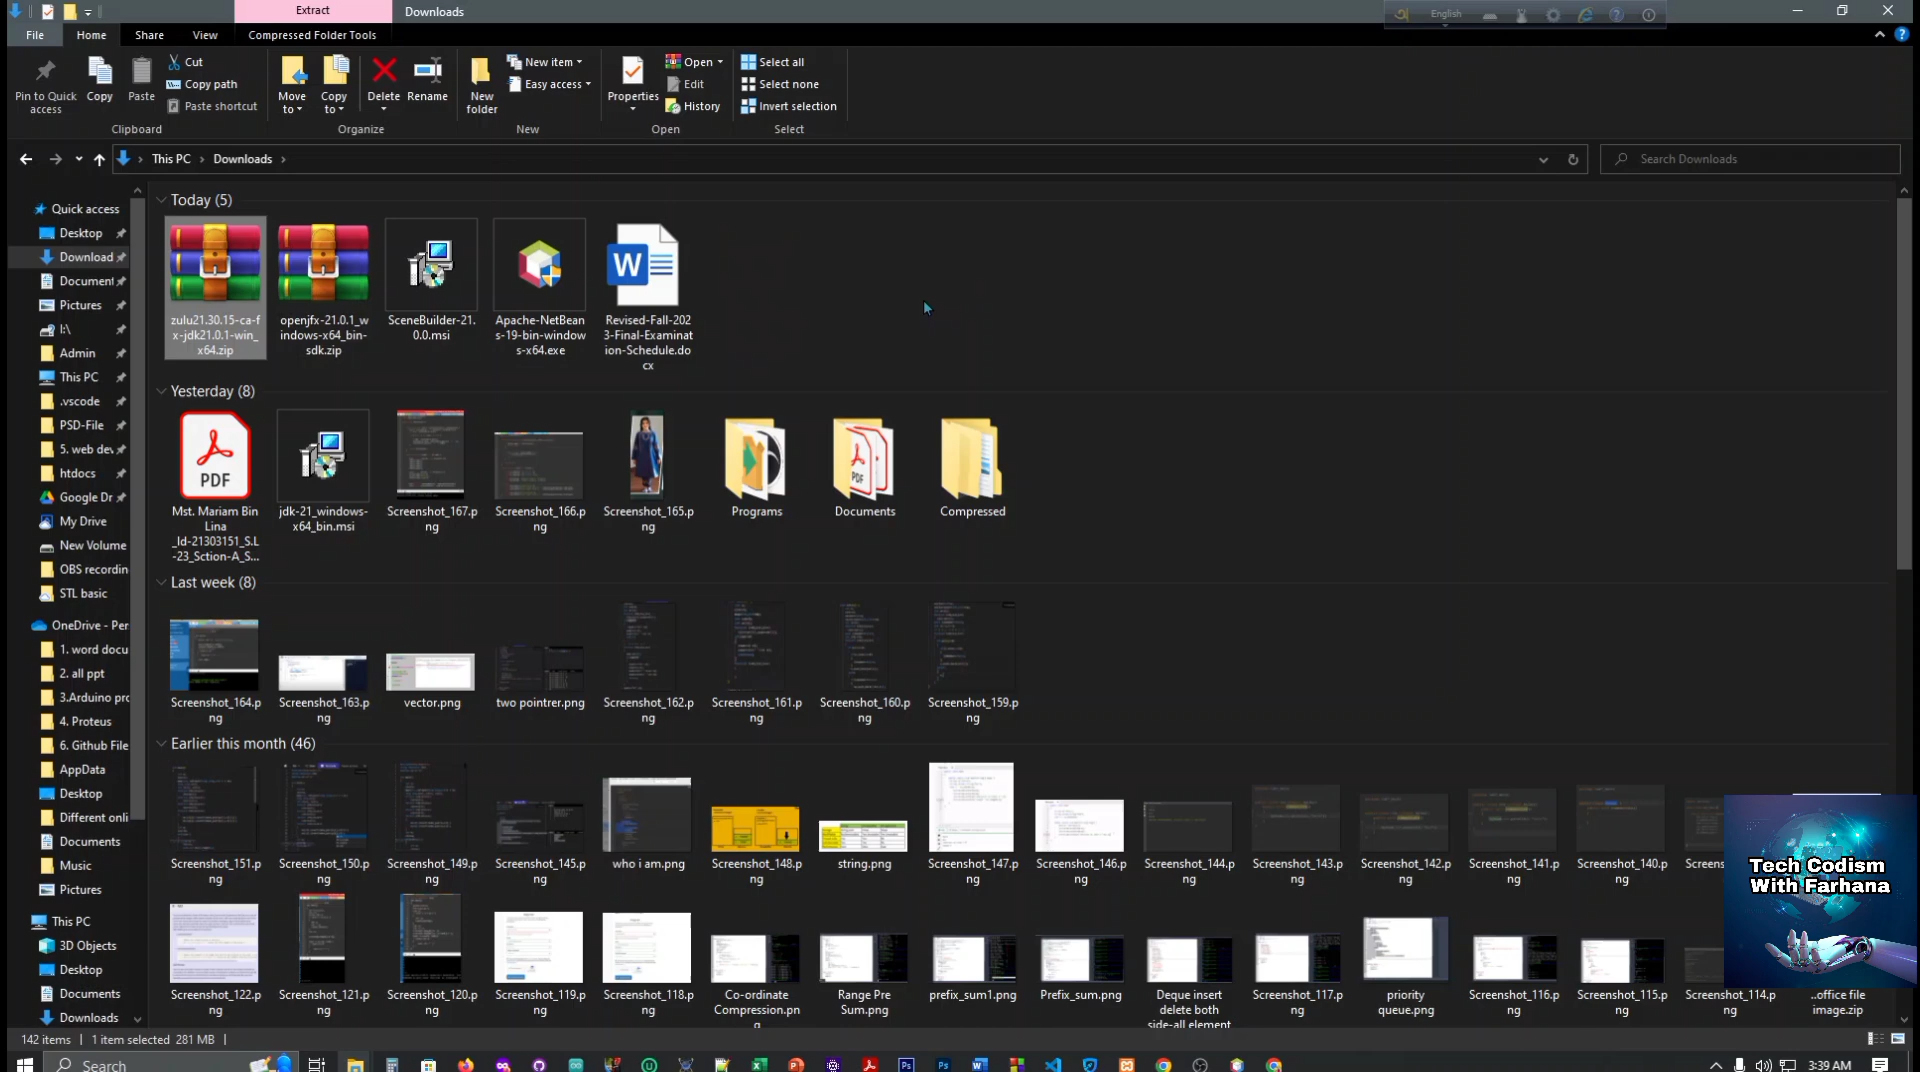 Extract
Downloads
English
File
Home
Share
View
Compressed Folder Tools
Pin to Quick
access
Copy
Paste
Cut
Copy path
Paste shortcut
Clipboard
Move
to
Copy
to
Delete
Rename
Organize
New
folder
New item
Easy access
New
Properties
Open
Edit
History
Open
Select all
Select none
Invert selection
Select
This PC
Downloads
Search Downloads
Quick access
Desktop
Download
Document
Pictures
I:\
Admin
This PC
.vscode
PSD-File
5. web dev
htdocs
Google Dr
My Drive
New Volume
OBS recordin
STL basic
OneDrive - Per
1. word docu
2. all ppt
3.Arduino pro
4. Proteus
6. Github File
AppData
Desktop
Different onli
Documents
Music
Pictures
This PC
3D Objects
Desktop
Documents
Downloads
Today (5)
zulu21.30.15-ca-f
x-jdk21.0.1-win_
x64.zip
openjfx-21.0.1_w
indows-x64_bin-
sdk.zip
SceneBuilder-21.
0.0.msi
Apache-NetBean
s-19-bin-window
s-x64.exe
W
Revised-Fall-202
3-Final-Examinat
ion-Schedule.do
cx
Yesterday (8)
PDF
Mst. Mariam Bin
Lina
_Id-21303151_S.L
-23_Sction-A_S...
jdk-21_windows-
x64_bin.msi
Screenshot_167.p
ng
Screenshot_166.p
ng
Screenshot_165.p
ng
Programs
PDF
Documents
Compressed
Last week (8)
Screenshot_164.p
ng
Screenshot_163.p
ng
vector.png
two pointrer.png
Screenshot_162.p
ng
Screenshot_161.p
ng
Screenshot_160.p
ng
Screenshot_159.p
ng
Earlier this month (46)
Screenshot_151.p
ng
Screenshot_150.p
ng
Screenshot_149.p
ng
Screenshot_145.p
ng
who i am.png
Screenshot_148.p
ng
string.png
Screenshot_147.p
ng
Screenshot_146.p
ng
Screenshot_144.p
ng
Screenshot_143.p
ng
Screenshot_142.p
ng
Screenshot_141.p
ng
Screenshot_140.p
ng
Screens
Tech Codism
With Farhana
Screenshot_122.p
ng
Screenshot_121.p
ng
Screenshot_120.p
ng
Screenshot_119.p
ng
Screenshot_118.p
ng
Co-ordinate
Compression.pn
g
Range Pre
Sum.png
prefix_sum1.png
Prefix_sum.png
Deque insert
delete both
side-all element
Screenshot_117.p
ng
priority
queue.png
Screenshot_116.p
ng
Screenshot_115.p
ng
Screenshot_114.p
ng
..office file
image.zip
142 items
1 item selected 281 MB
Search
3:39 AM